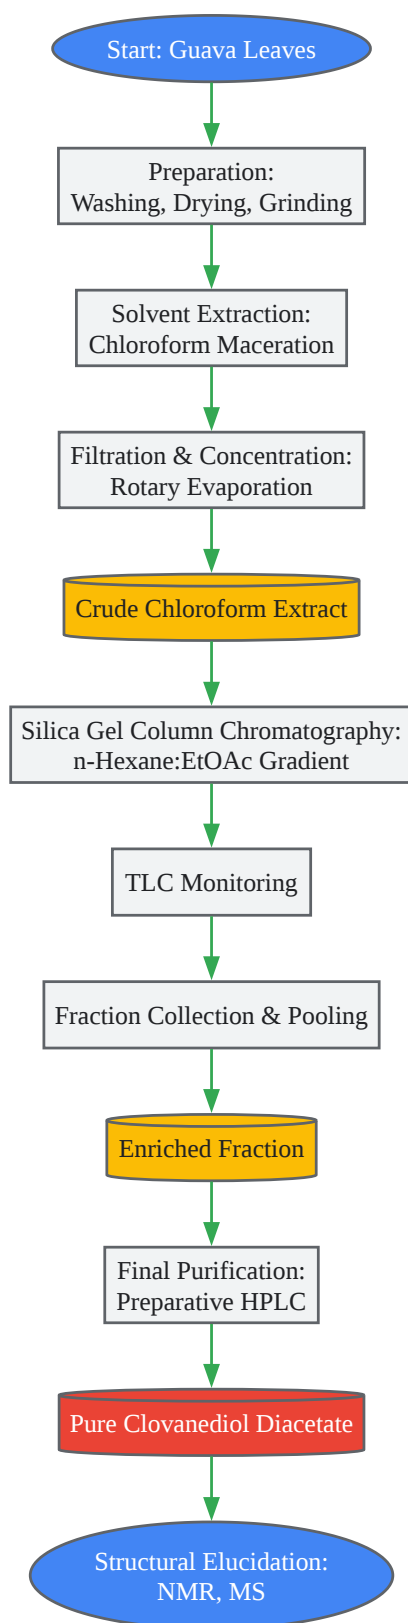 Start: Guava Leaves
Preparation:
Washing, Drying, Grinding
Solvent Extraction:
Chloroform Maceration
Filtration & Concentration:
Rotary Evaporation
Crude Chloroform Extract
Silica Gel Column Chromatography:
n-Hexane:EtOAc Gradient
TLC Monitoring
Fraction Collection & Pooling
Enriched Fraction
Final Purification:
Preparative HPLC
Pure Clovanediol Diacetate
Structural Elucidation:
NMR, MS